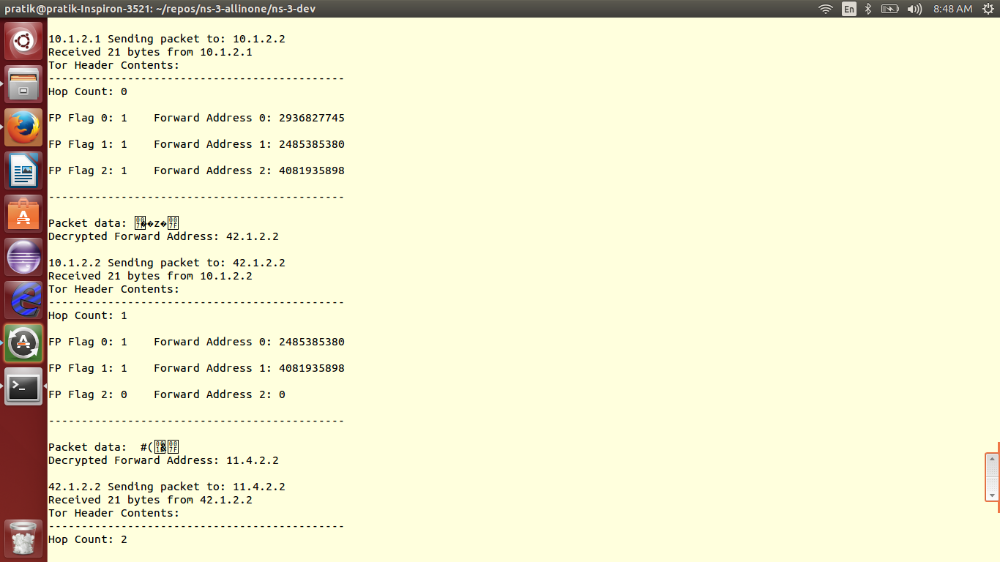 pratik@pratik-Inspiron-3521: ~/repos/ns-3-allinone/ns-3-dev
En
8:48 AM
10.1.2.1 Sending packet to: 10.1.2.2
Received 21 bytes from 10.1.2.1
Tor Header Contents:
---------------------------------------------
Hop Count: 0
FP Flag 0: 1    Forward Address 0: 2936827745
FP Flag 1: 1    Forward Address 1: 2485385380
FP Flag 2: 1    Forward Address 2: 4081935898
---------------------------------------------
Packet data: ��z�
Decrypted Forward Address: 42.1.2.2
10.1.2.2 Sending packet to: 42.1.2.2
Received 21 bytes from 10.1.2.2
Tor Header Contents:
---------------------------------------------
Hop Count: 1
FP Flag 0: 1    Forward Address 0: 2485385380
FP Flag 1: 1    Forward Address 1: 4081935898
FP Flag 2: 0    Forward Address 2: 0
---------------------------------------------
Packet data:  #(&
Decrypted Forward Address: 11.4.2.2
42.1.2.2 Sending packet to: 11.4.2.2
Received 21 bytes from 42.1.2.2
Tor Header Contents:
---------------------------------------------
Hop Count: 2